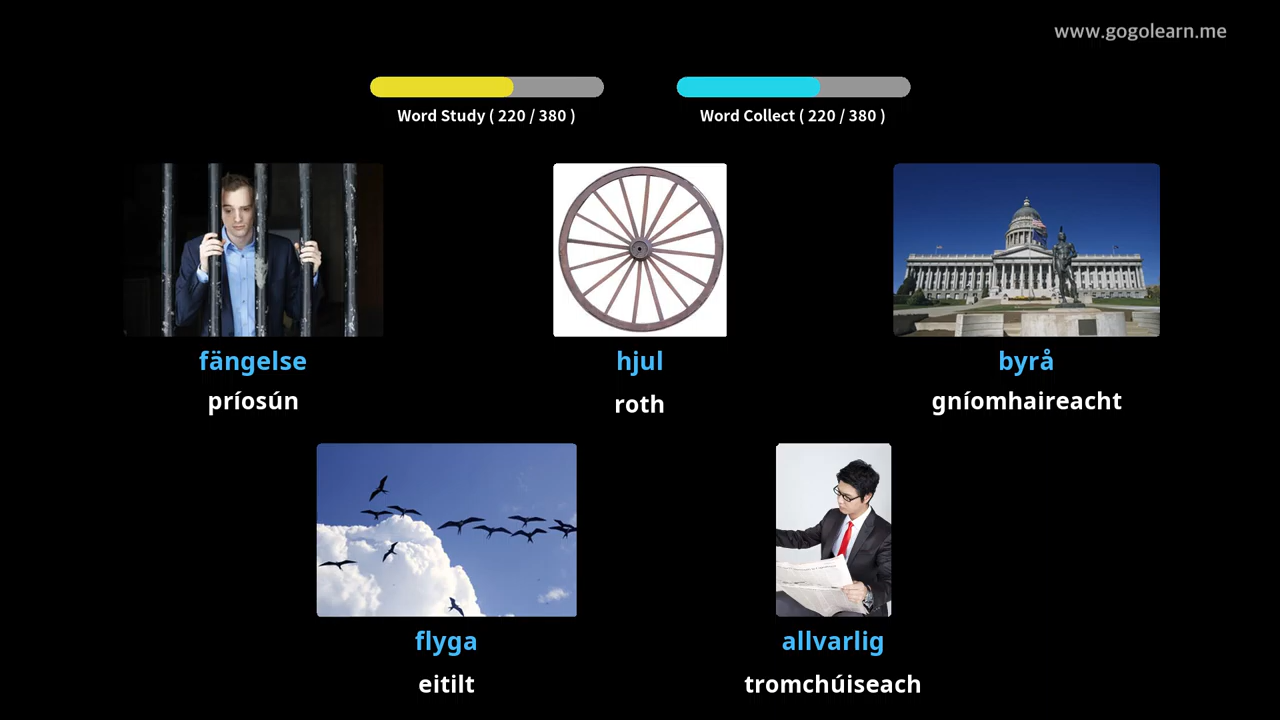 www.gogolearn.me
Word Study ( 220 / 380 )
Word Collect ( 220 / 380 )
fängelse
príosún
hjul
roth
byrå
gníomhaireacht
flyga
eitilt
allvarlig
tromchúiseach